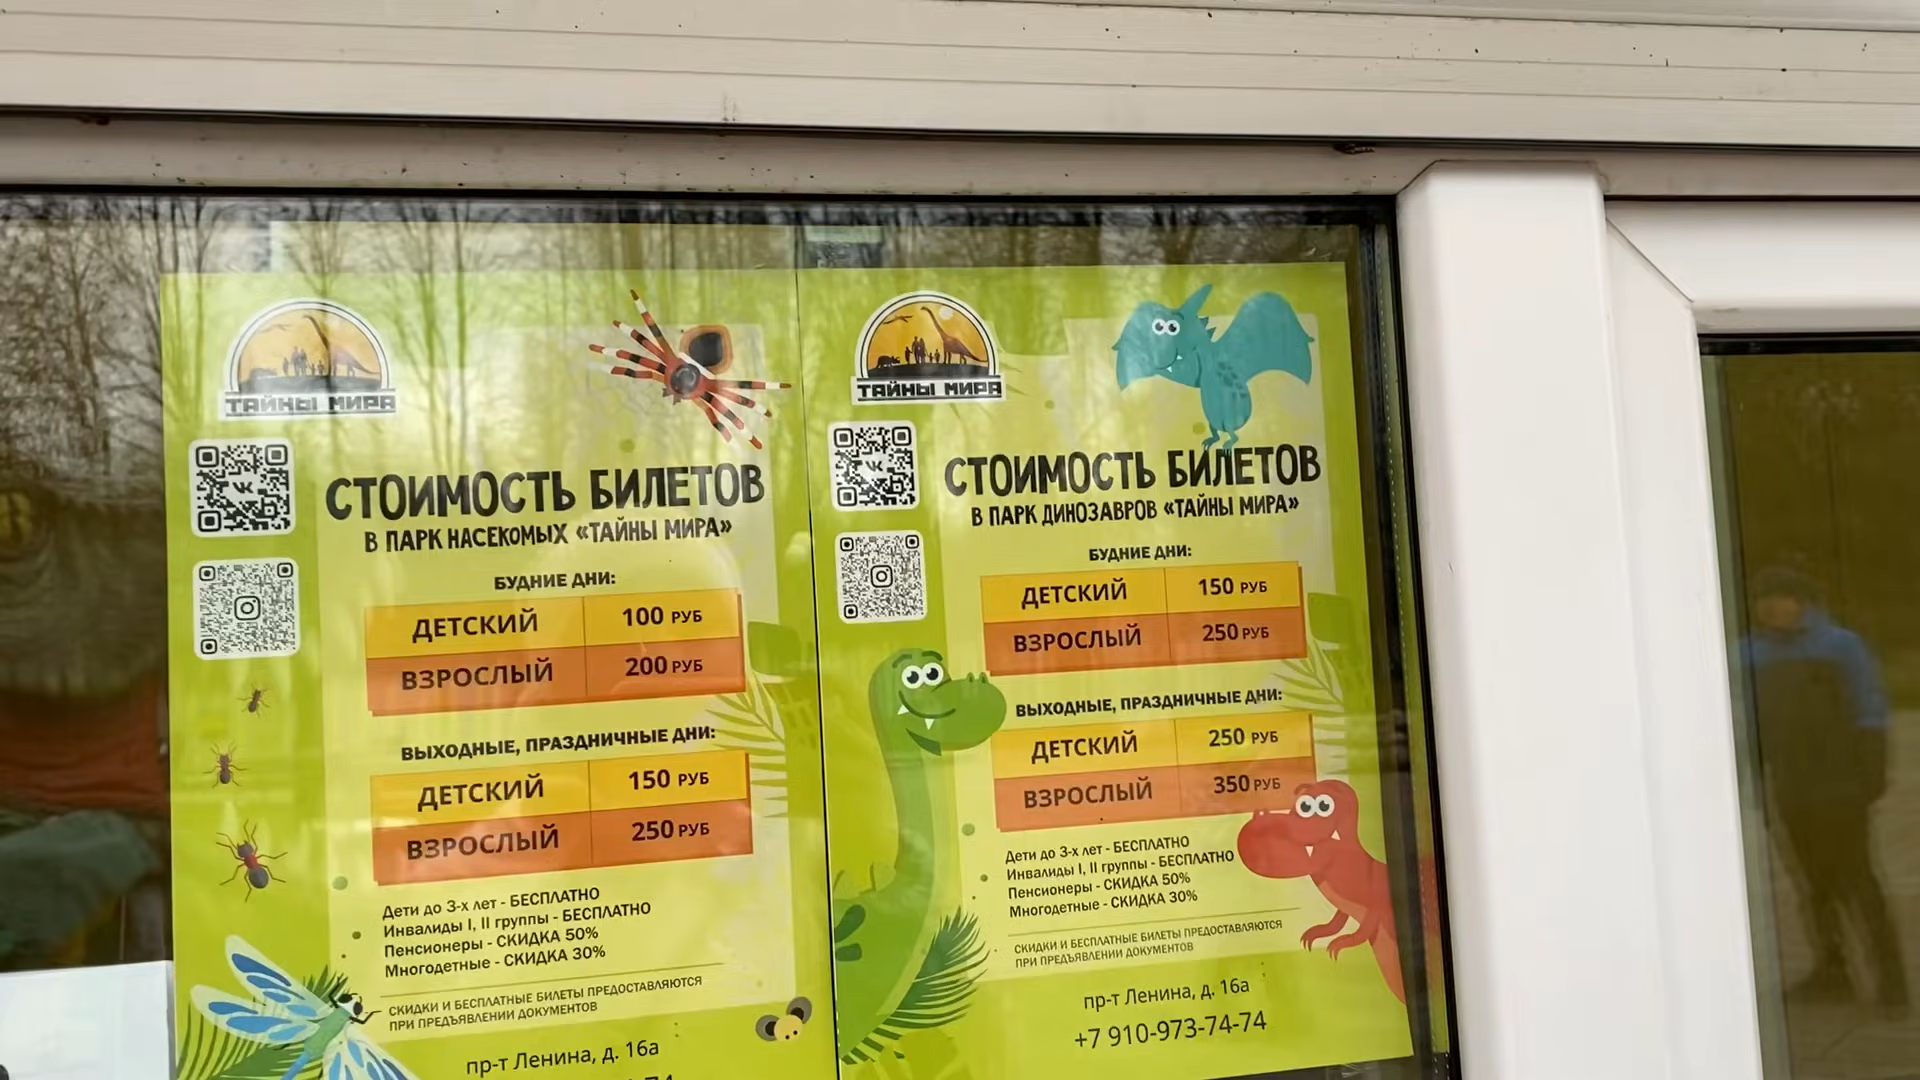 ТАЙНЫ МИРА
СТОИМОСТЬ БИЛЕТОВ
В ПАРК НАСЕКОМЫХ «ТАЙНЫ МИРА»
БУДНИЕ ДНИ:
ДЕТСКИЙ 100 РУБ
ВЗРОСЛЫЙ 200 РУБ
ВЫХОДНЫЕ, ПРАЗДНИЧНЫЕ ДНИ:
ДЕТСКИЙ 150 РУБ
ВЗРОСЛЫЙ 250 РУБ
Дети до 3-х лет - БЕСПЛАТНО
Инвалиды I, II группы - БЕСПЛАТНО
Пенсионеры - СКИДКА 50%
Многодетные - СКИДКА 30%
СКИДКИ И БЕСПЛАТНЫЕ БИЛЕТЫ ПРЕДОСТАВЛЯЮТСЯ
ПРИ ПРЕДЪЯВЛЕНИИ ДОКУМЕНТОВ
пр-т Ленина, д. 16а
ТАЙНЫ МИРА
СТОИМОСТЬ БИЛЕТОВ
В ПАРК ДИНОЗАВРОВ «ТАЙНЫ МИРА»
БУДНИЕ ДНИ:
ДЕТСКИЙ 150 РУБ
ВЗРОСЛЫЙ 250 РУБ
ВЫХОДНЫЕ, ПРАЗДНИЧНЫЕ ДНИ:
ДЕТСКИЙ 250 РУБ
ВЗРОСЛЫЙ 350 РУБ
Дети до 3-х лет - БЕСПЛАТНО
Инвалиды I, II группы - БЕСПЛАТНО
Пенсионеры - СКИДКА 50%
Многодетные - СКИДКА 30%
СКИДКИ И БЕСПЛАТНЫЕ БИЛЕТЫ ПРЕДОСТАВЛЯЮТСЯ
ПРИ ПРЕДЪЯВЛЕНИИ ДОКУМЕНТОВ
пр-т Ленина, д. 16а
+7 910-973-74-74